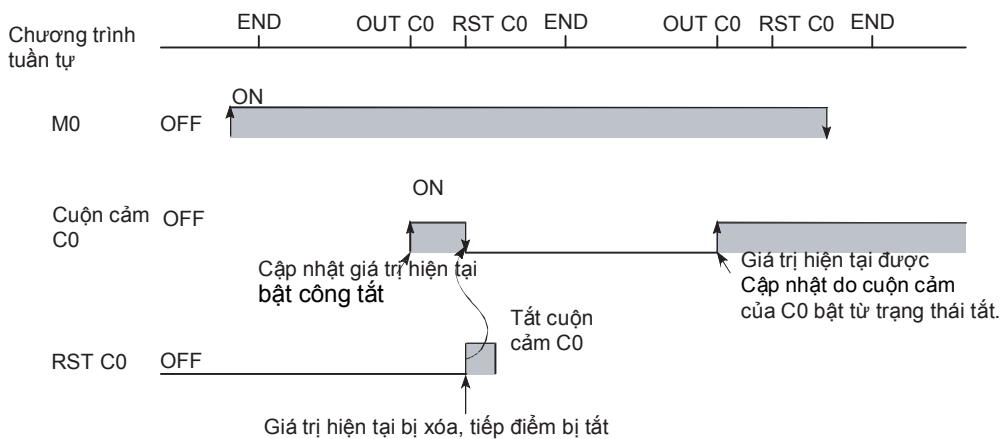 Chương trình
tuần tự
END OUT C0 RST C0 END OUT C0 RST C0 END
ON
M0 OFF
ON
Cuộn cảm
C0
OFF
Cập nhật giá trị hiện tại
bật công tắt
Giá trị hiện tại được
Cập nhật do cuộn cảm
của C0 bật từ trạng thái tắt.
Tắt cuộn
cảm C0
RST C0 OFF
Giá trị hiện tại bị xóa, tiếp điểm bị tắt